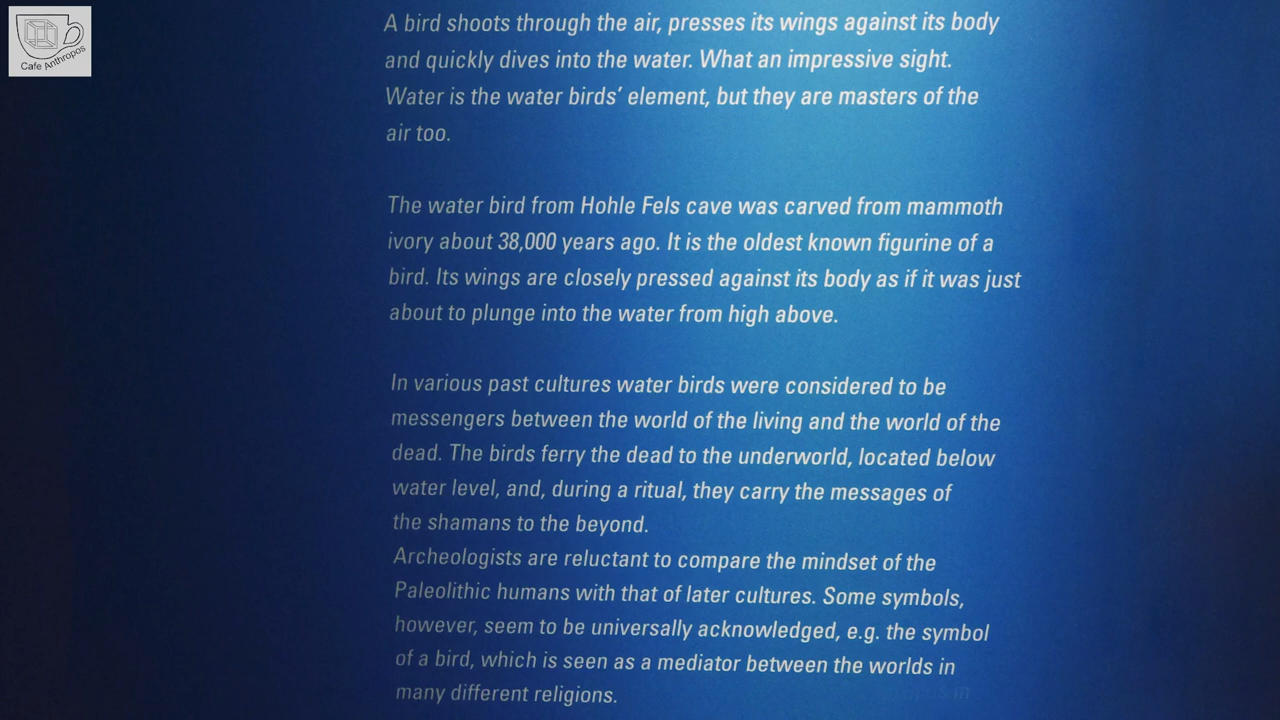 Cafe Anthropos
A bird shoots through the air, presses its wings against its body
and quickly dives into the water. What an impressive sight.
Water is the water birds’ element, but they are masters of the
air too.
The water bird from Hohle Fels cave was carved from mammoth
ivory about 38,000 years ago. It is the oldest known figurine of a
bird. Its wings are closely pressed against its body as if it was just
about to plunge into the water from high above.
In various past cultures water birds were considered to be
messengers between the world of the living and the world of the
dead. The birds ferry the dead to the underworld, located below
water level, and, during a ritual, they carry the messages of
the shamans to the beyond.
Archeologists are reluctant to compare the mindset of the
Paleolithic humans with that of later cultures. Some symbols,
however, seem to be universally acknowledged, e.g. the symbol
of a bird, which is seen as a mediator between the worlds in
many different religions.